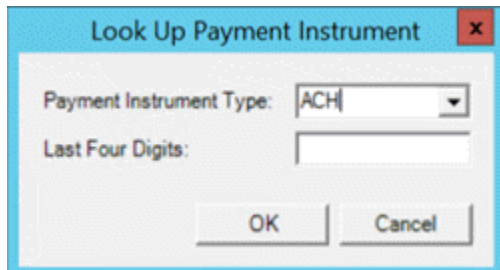 Look Up Payment Instrument x
Payment Instrument Type: ACH
Last Four Digits:
OK Cancel